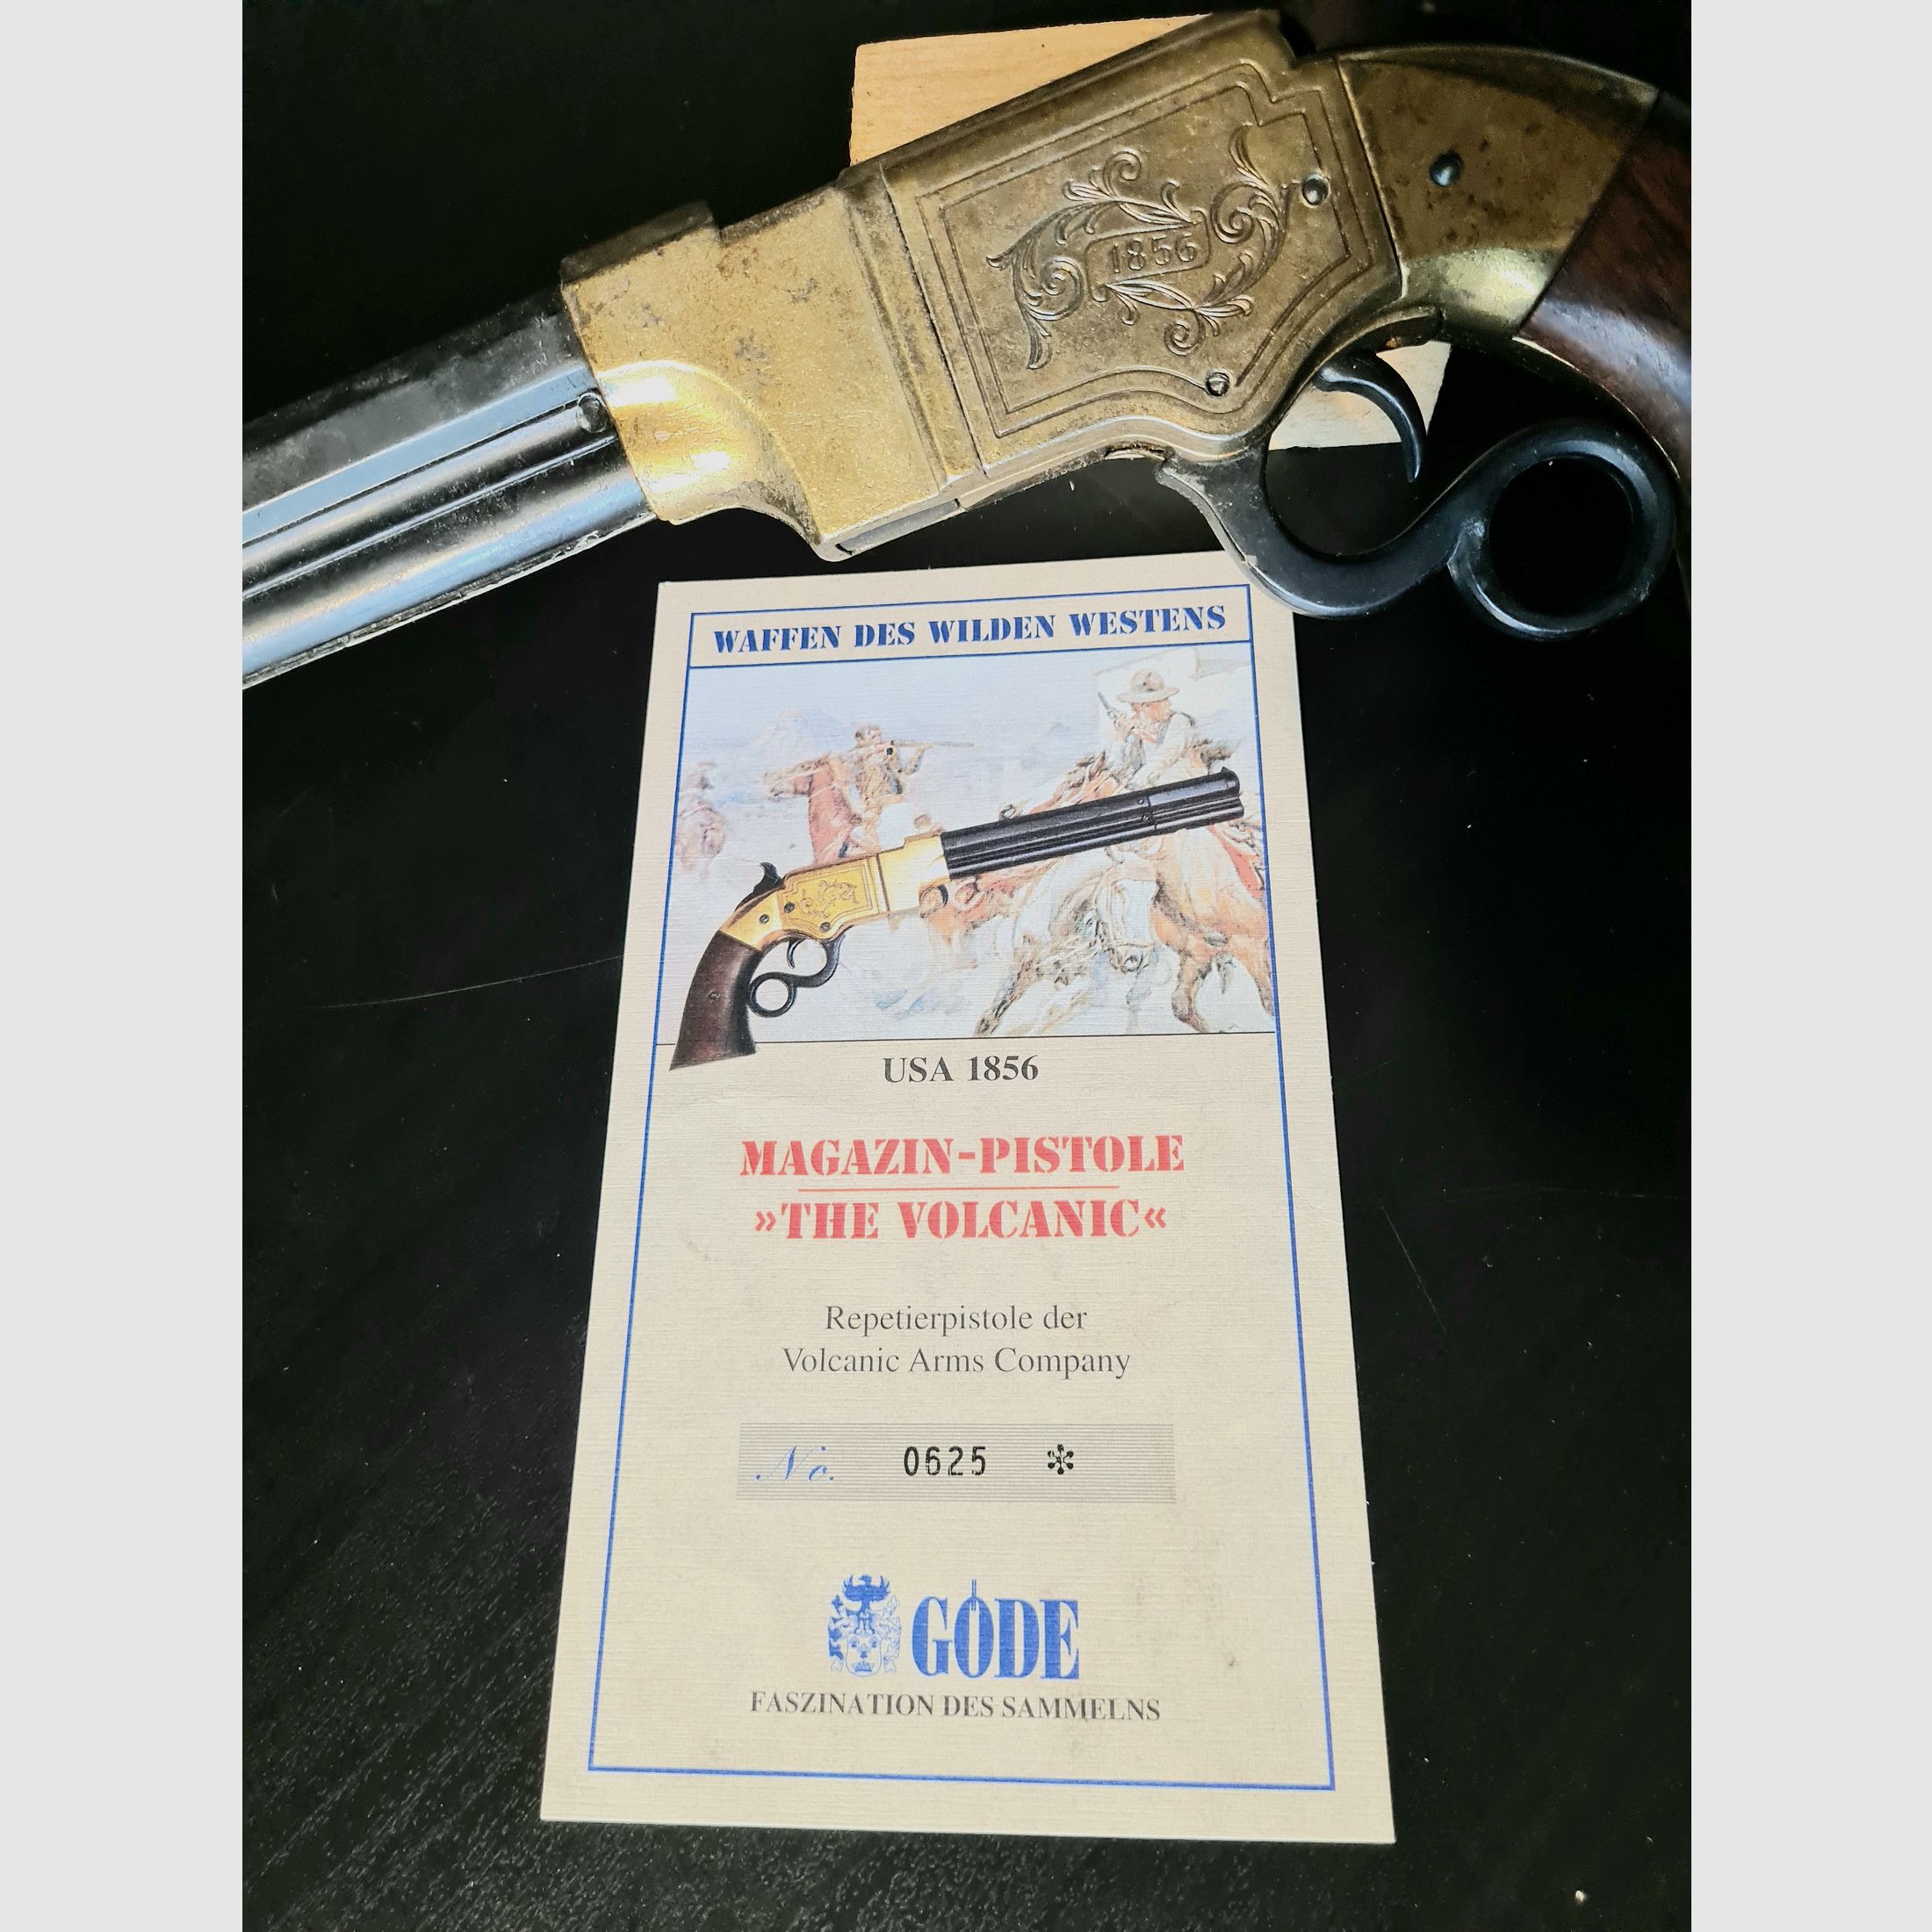 1856
WAFFEN DES WILDEN WESTENS
USA 1856
MAGAZIN-PISTOLE
»THE VOLCANIC«
Repetierpistole der
Volcanic Arms Company
No. 0625 *
GÖDE
FASZINATION DES SAMMELNS